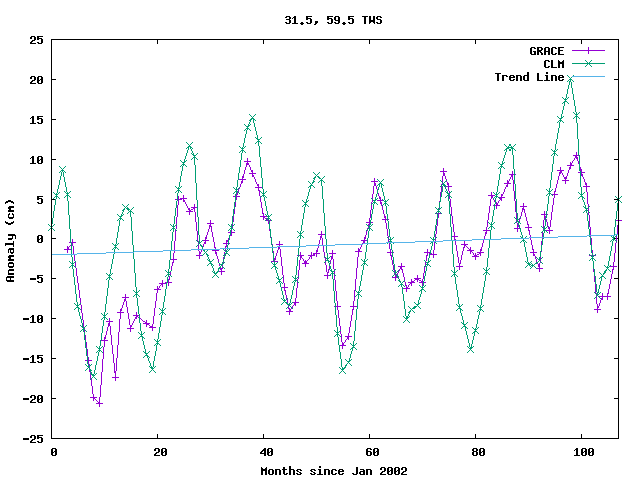 31.5, 59.5 TWS
GRACE
CLM
Trend Line
25
20
15
10
5
0
-5
-10
-15
-20
-25
Anomaly (cm)
0 20 40 60 80 100
Months since Jan 2002